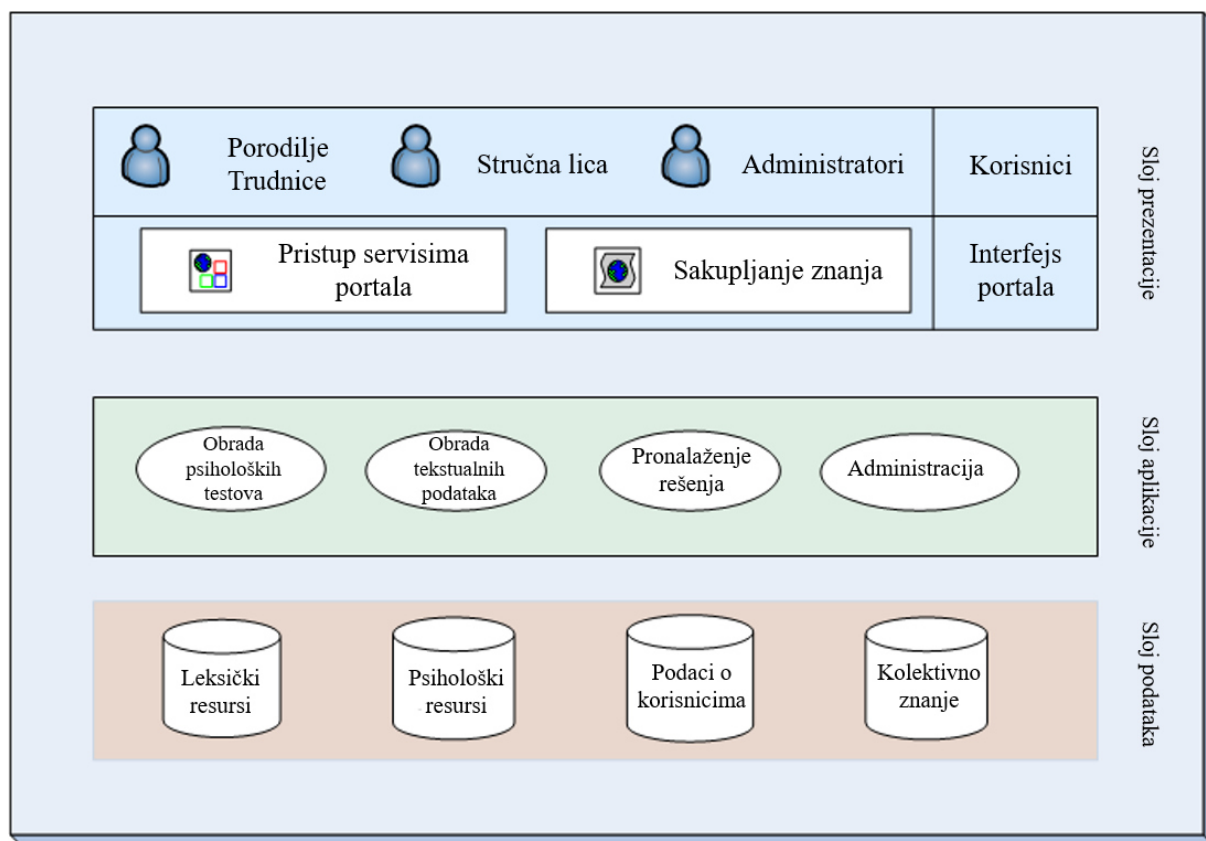 Porodilje
Trudnice
Stručna lica
Administratori
Korisnici
Pristup servisima
portala
Sakupljanje znanja
Interfejs
portala
Sloj prezentacije
Obrada
psiholoških
testova
Obrada
tekstualnih
podataka
Pronalaženje
rešenja
Administracija
Sloj aplikacije
Leksički
resursi
Psihološki
resursi
Podaci o
korisnicima
Kolektivno
znanje
Sloj podataka